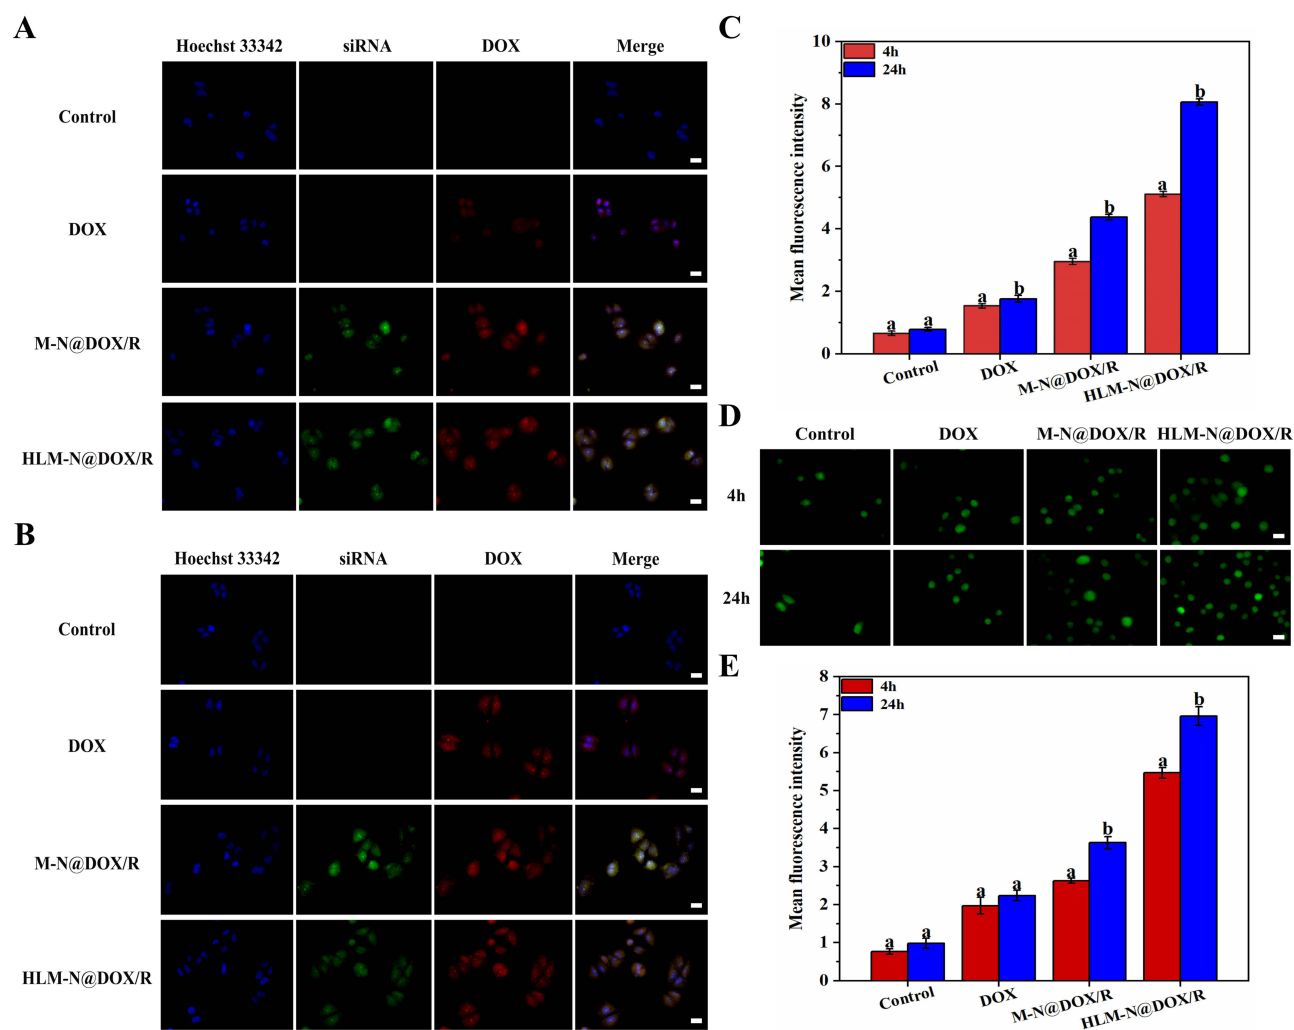 A
Hoechst 33342 siRNA DOX Merge
Control
DOX
M-N@DOX/R
HLM-N@DOX/R
B
Hoechst 33342 siRNA DOX Merge
Control
DOX
M-N@DOX/R
HLM-N@DOX/R
C
4h
24h
Mean fluorescence intensity
10
8
6
4
2
0
a a a b a b a b
Control DOX M-N@DOX/R HLM-N@DOX/R
D
Control DOX M-N@DOX/R HLM-N@DOX/R
4h
24h
E
4h
24h
Mean fluorescence intensity
8
7
6
5
4
3
2
1
0
a a a a a b a b
Control DOX M-N@DOX/R HLM-N@DOX/R